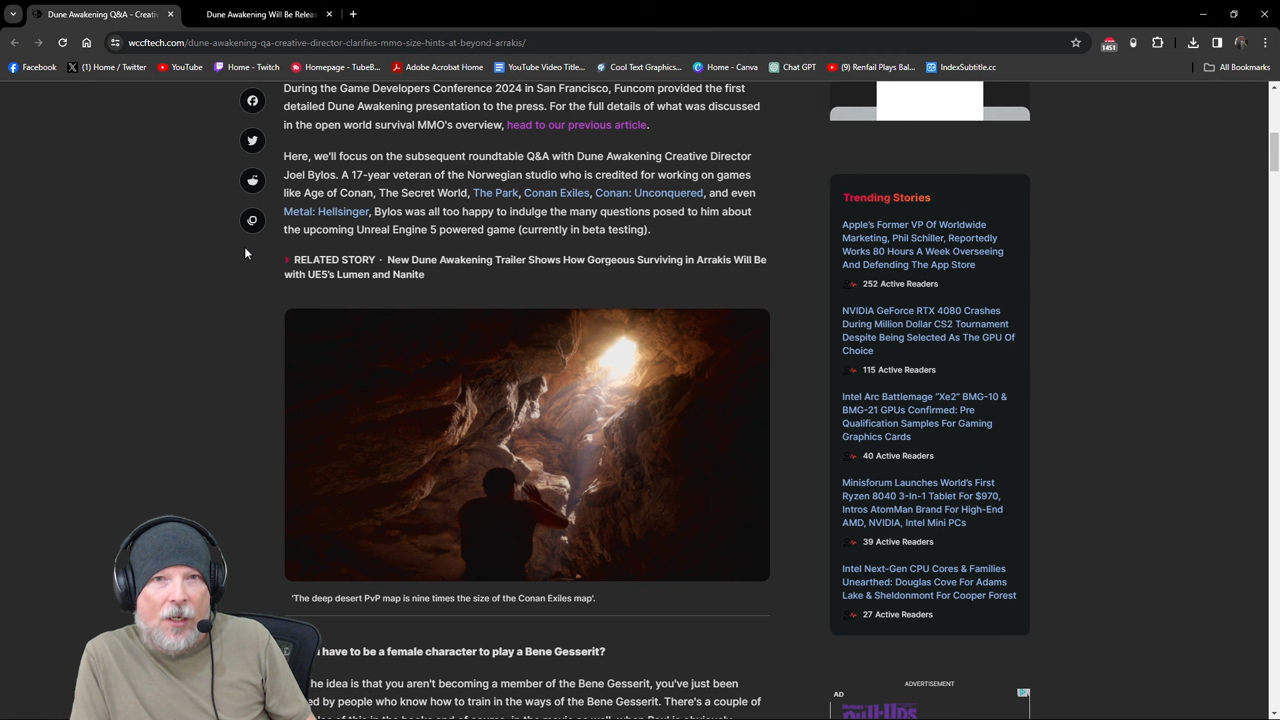 Dune Awakening Q&A - Creati
Dune Awakening Will Be Relea
wccftech.com/dune-awakening-qa-creative-director-clarifies-mmo-size-hints-at-beyond-arrakis/
1451
Facebook
(1) Home / Twitter
YouTube
Home - Twitch
Homepage - TubeB...
Adobe Acrobat Home
YouTube Video Title...
Cool Text Graphics...
Home - Canva
Chat GPT
(9) Retail Plays Bal...
IndexSubtitle.cc
All Bookmarks
During the Game Developers Conference 2024 in San Francisco, Funcom provided the first
detailed Dune Awakening presentation to the press. For the full details of what was discussed
in the open world survival MMO's overview, head to our previous article.
Here, we'll focus on the subsequent roundtable Q&A with Dune Awakening Creative Director
Joel Bylos. A 17-year veteran of the Norwegian studio who is credited for working on games
like Age of Conan, The Secret World, The Park, Conan Exiles, Conan: Unconquered, and even
Metal: Hellsinger, Bylos was all too happy to indulge the many questions posed to him about
the upcoming Unreal Engine 5 powered game (currently in beta testing).
RELATED STORY · New Dune Awakening Trailer Shows How Gorgeous Surviving in Arrakis Will Be
with UE5's Lumen and Nanite
'The deep desert PvP map is nine times the size of the Conan Exiles map'.
have to be a female character to play a Bene Gesserit?
he idea is that you aren't becoming a member of the Bene Gesserit, you've just been
by people who know how to train in the ways of the Bene Gesserit. There's a couple of
Trending Stories
Apple's Former VP Of Worldwide
Marketing, Phil Schiller, Reportedly
Works 80 Hours A Week Overseeing
And Defending The App Store
252 Active Readers
NVIDIA GeForce RTX 4080 Crashes
During Million Dollar CS2 Tournament
Despite Being Selected As The GPU Of
Choice
115 Active Readers
Intel Arc Battlemage "Xe2" BMG-10 &
BMG-21 GPUs Confirmed: Pre
Qualification Samples For Gaming
Graphics Cards
40 Active Readers
Minisforum Launches World's First
Ryzen 8040 3-In-1 Tablet For $970,
Intros AtomMan Brand For High-End
AMD, NVIDIA, Intel Mini PCs
39 Active Readers
Intel Next-Gen CPU Cores & Families
Unearthed: Douglas Cove For Adams
Lake & Sheldonmont For Cooper Forest
27 Active Readers
ADVERTISEMENT
AD